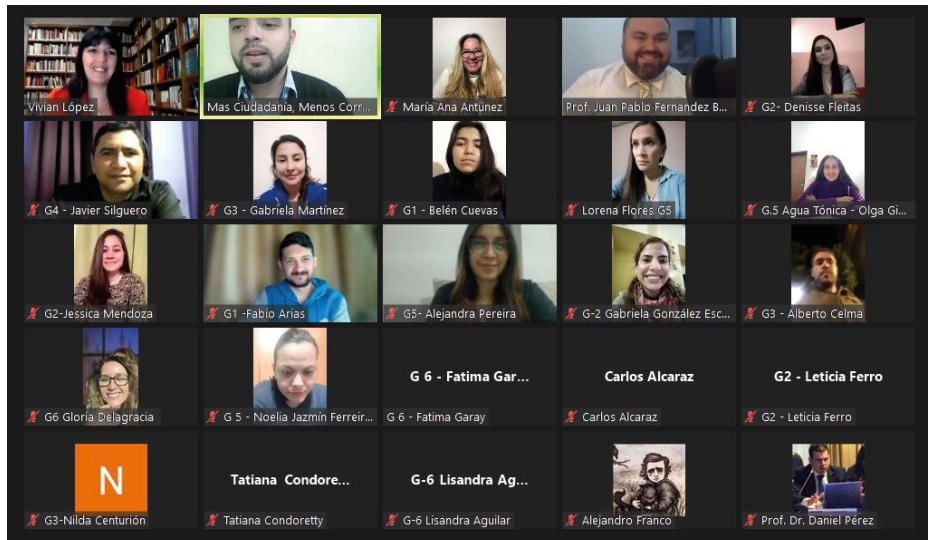 Vivian López
Mas Ciudadanía, Menos Corr...
María Ana Antúnez
Prof. Juan Pablo Fernandez B...
G2- Denisse Fleitas
G4 - Javier Silguero
G3 - Gabriela Martínez
G1 - Belén Cuevas
Lorena Flores G5
G.5 Agua Tónica - Olga Gi...
G2-Jessica Mendoza
G1 -Fabio Arias
G5- Alejandra Pereira
G-2 Gabriela González Esc...
G3 - Alberto Celma
G6 Gloria Delagracia
G 5 - Noelia Jazmín Ferreir...
G 6 - Fatima Gar...
G 6 - Fatima Garay
Carlos Alcaraz
Carlos Alcaraz
G2 - Leticia Ferro
G2 - Leticia Ferro
N
G3-Nilda Centurión
Tatiana Condore...
Tatiana Condoretty
G-6 Lisandra Ag...
G-6 Lisandra Aguilar
Alejandro Franco
Prof. Dr. Daniel Pérez